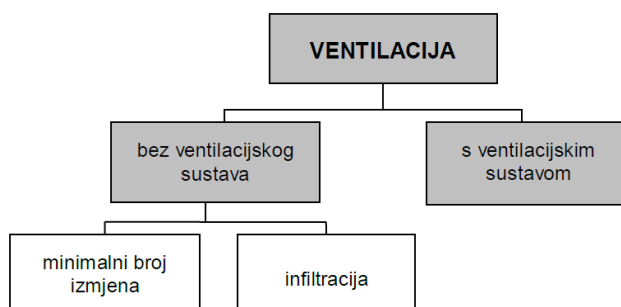 VENTILACIJA
bez ventilacijskog
sustava
s ventilacijskim
sustavom
minimalni broj
izmjena
infiltracija